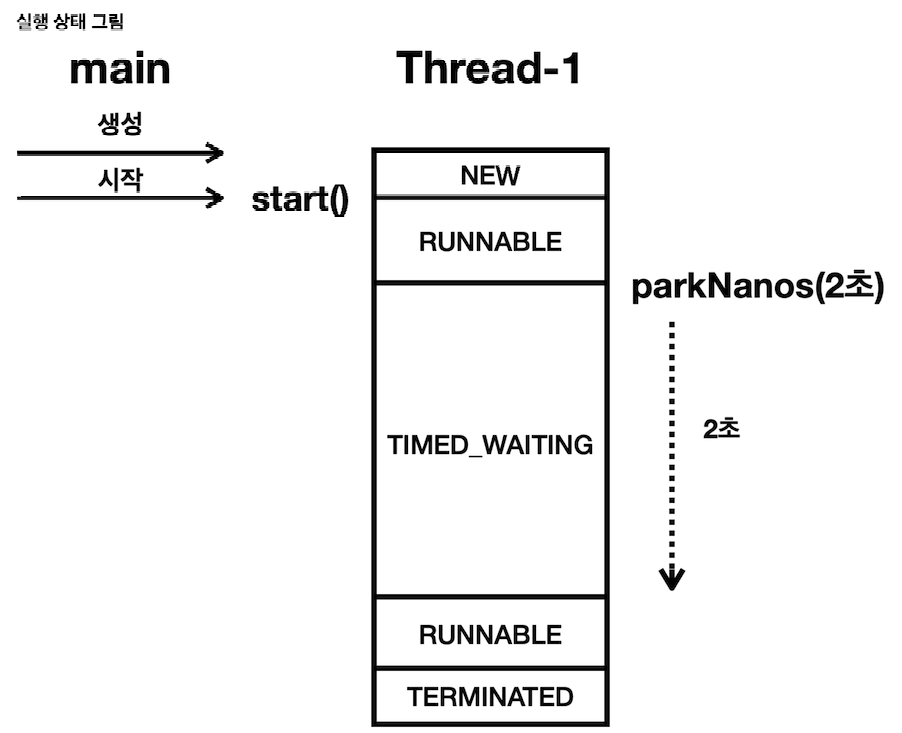 실행 상태 그림
main
Thread-1
생성
시작
start()
NEW
RUNNABLE
parkNanos(2초)
TIMED_WAITING
2초
RUNNABLE
TERMINATED